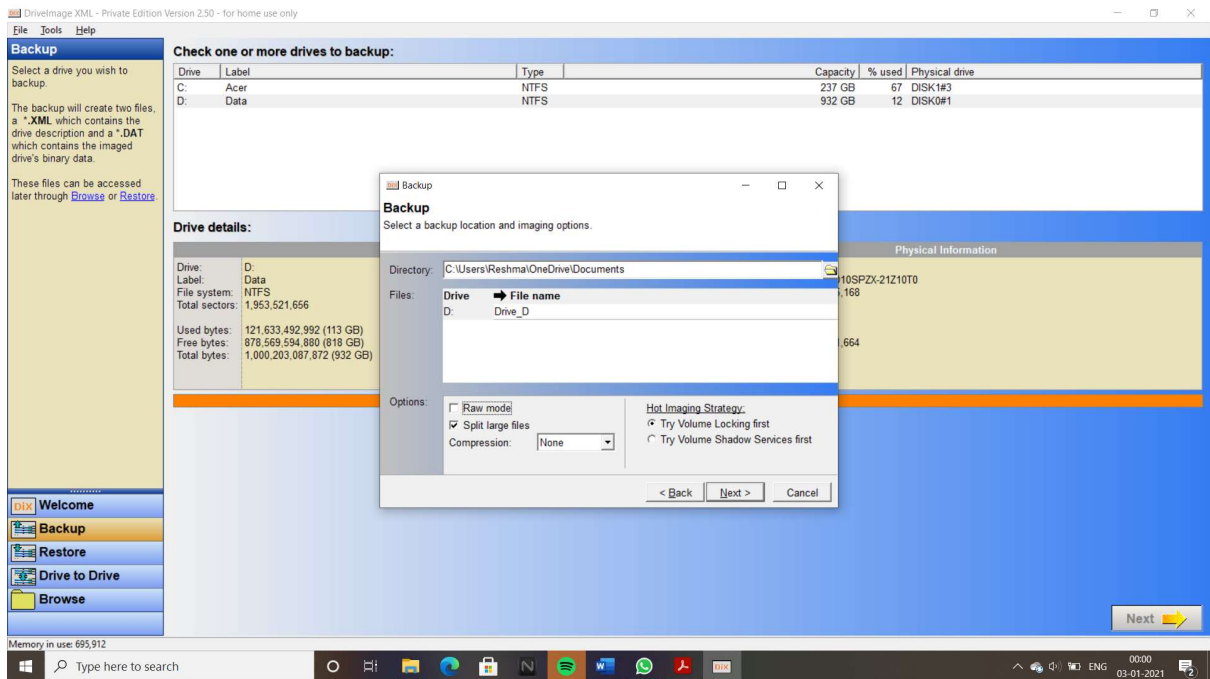 DriveImage XML - Private Edition Version 2.50 - for home use only
File Tools Help
Backup
Select a drive you wish to
backup.
The backup will create two files,
a *.XML which contains the
drive description and a *.DAT
which contains the imaged
drive's binary data.
These files can be accessed
later through Browse or Restore.
Check one or more drives to backup:
Drive Label Type Capacity % used Physical drive
C: Acer NTFS 237 GB 67 DISK1#3
D: Data NTFS 932 GB 12 DISK0#1
Drive details:
Physical Information
Drive: D:
Label: Data
File system: NTFS
Total sectors: 1,953,521,656
Used bytes: 121,633,492,992 (113 GB)
Free bytes: 878,569,594,880 (818 GB)
Total bytes: 1,000,203,087,872 (932 GB)
10SPZX-21Z10T0
,168
,664
Backup
Backup
Select a backup location and imaging options.
Directory: C:\Users\Reshma\OneDrive\Documents
Files: Drive ➡ File name
D: Drive_D
Options:
Raw mode
Split large files
Compression: None
Hot Imaging Strategy:
Try Volume Locking first
Try Volume Shadow Services first
< Back Next > Cancel
DiX Welcome
Backup
Restore
Drive to Drive
Browse
Next
Memory in use: 695,912
Type here to search
ENG
00:00
03-01-2021
2